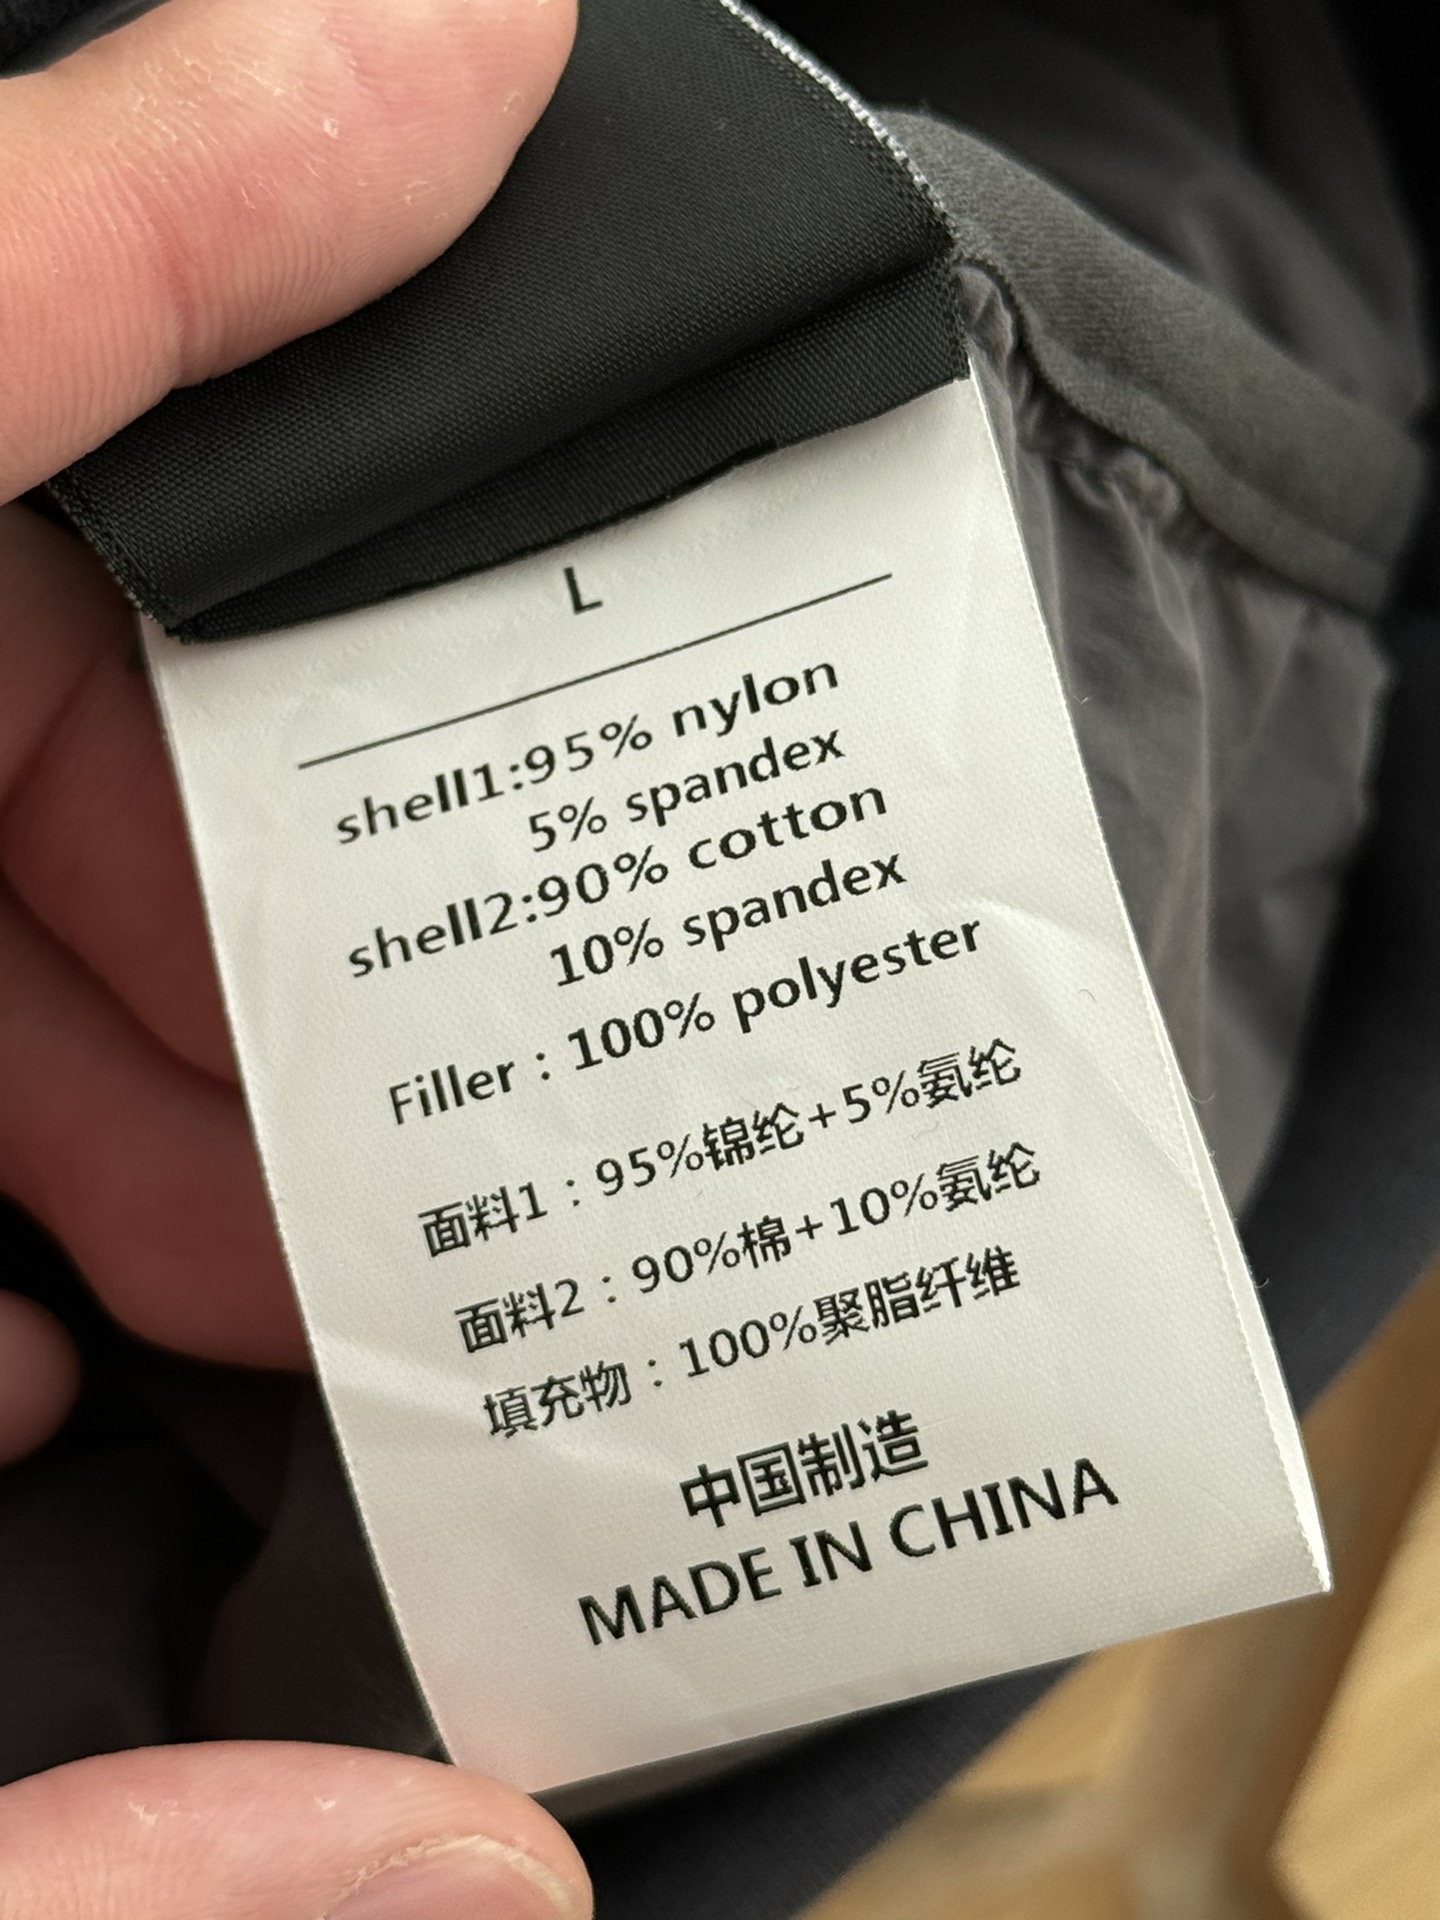 L
shell1:95% nylon
5% spandex
shell2:90% cotton
10% spandex
Filler：100% polyester
面料1：95%锦纶+5%氨纶
面料2：90%棉+10%氨纶
填充物：100%聚脂纤维
中国制造
MADE IN CHINA